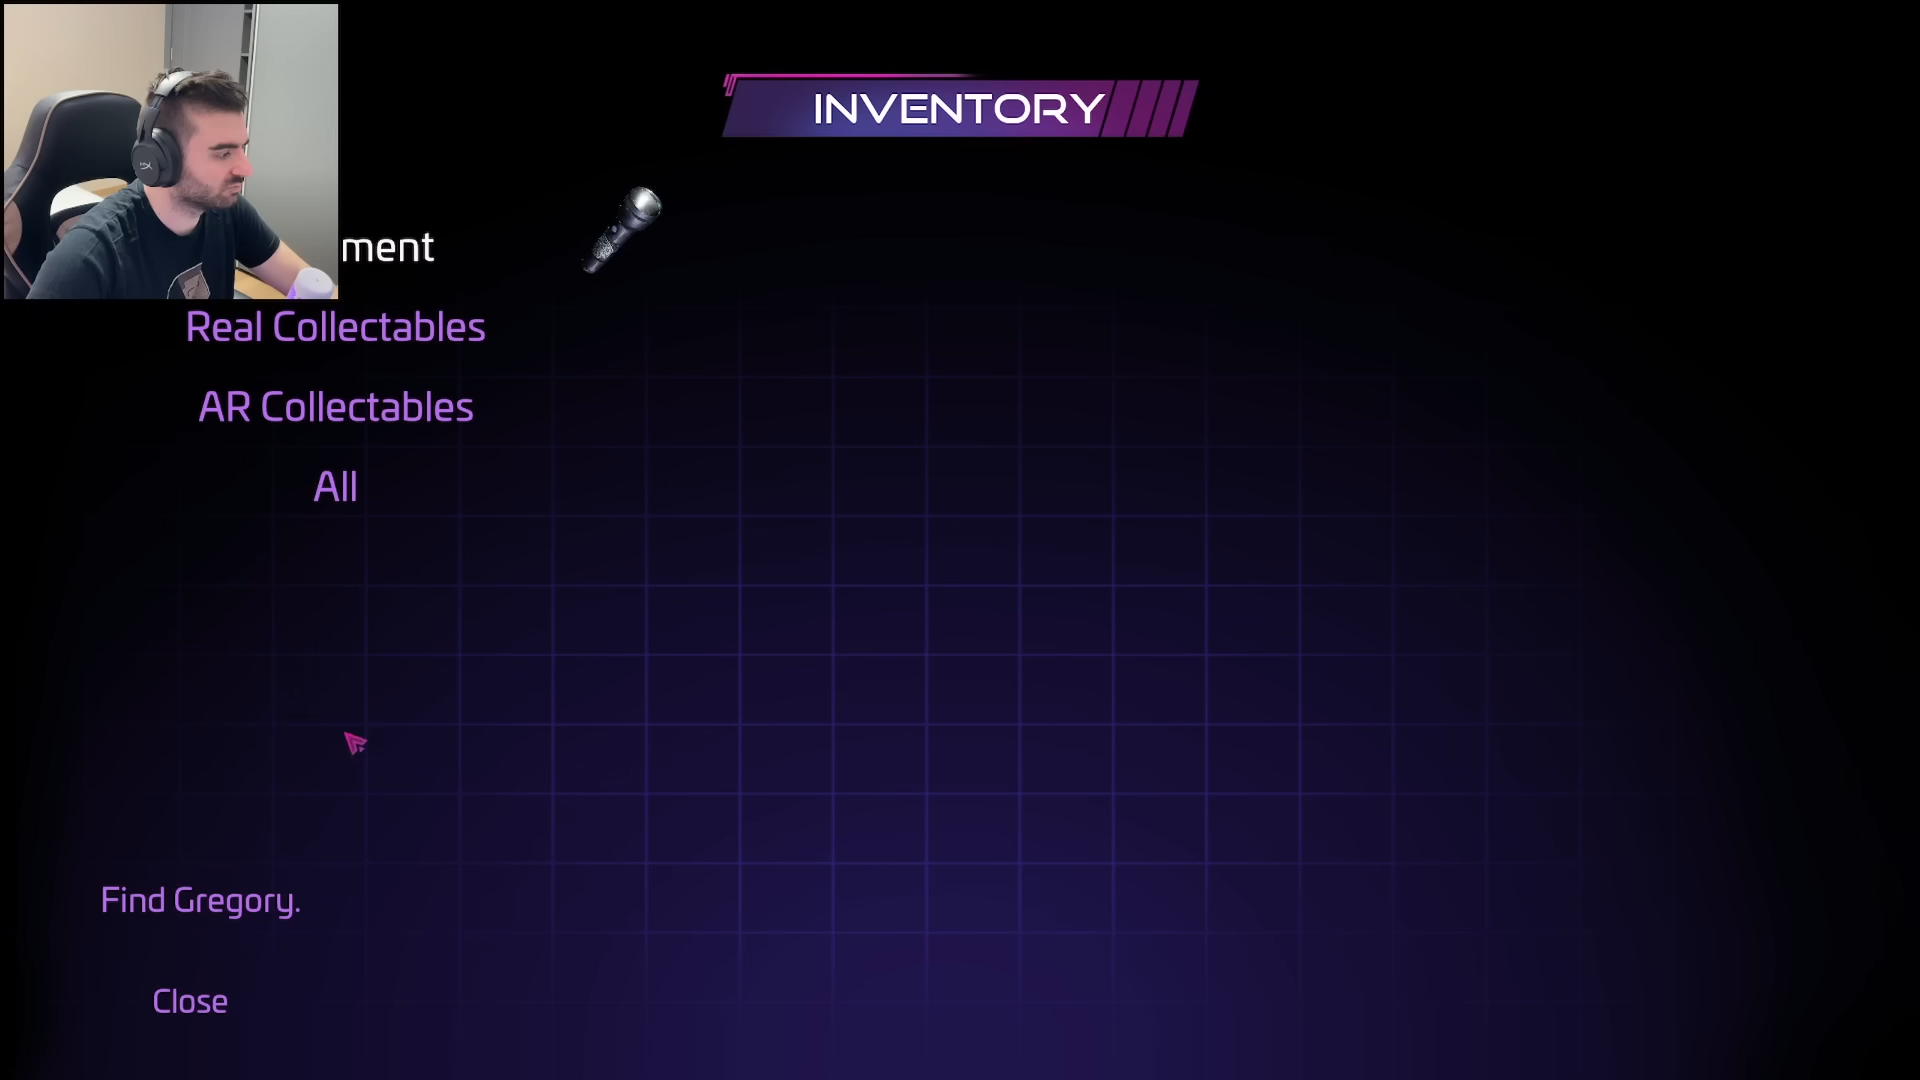 INVENTORY
ment
Real Collectables
AR Collectables
All
Find Gregory.
Close